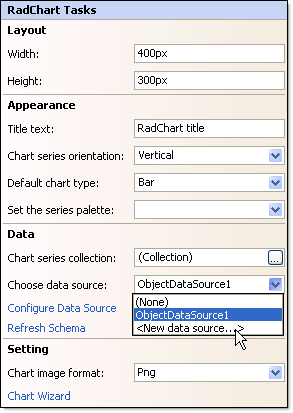 RadChart Tasks
Layout
Width: 400px
Height: 300px
Appearance
Title text: RadChart title
Chart series orientation: Vertical
Default chart type: Bar
Set the series palette:
Data
Chart series collection: (Collection) ...
Choose data source: ObjectDataSource1
(None)
Configure Data Source ObjectDataSource1
Refresh Schema <New data source...>
Setting
Chart image format: Png
Chart Wizard